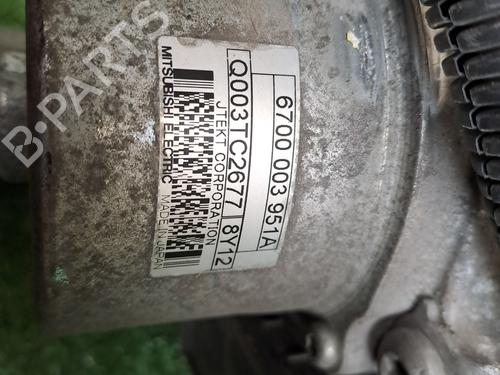 6700 003 951A
Q003TC2677 8Y12
JTEKT CORPORATION
MITSUBISHI ELECTRIC MADE IN JAPAN
B-PARTS